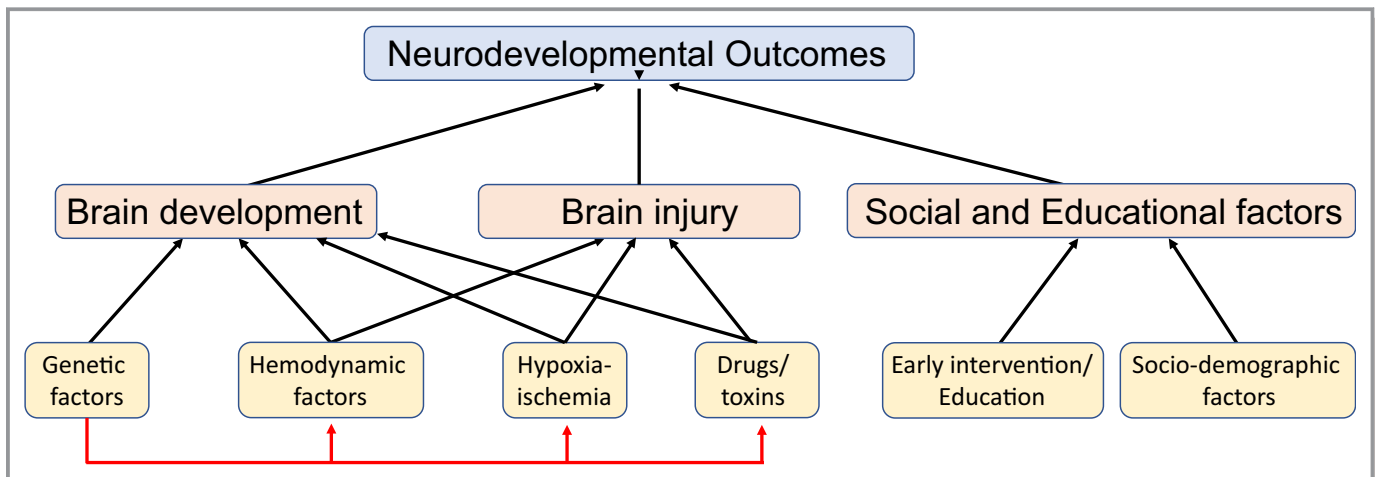 Neurodevelopmental Outcomes
Brain development
Brain injury
Social and Educational factors
Genetic
factors
Hemodynamic
factors
Hypoxia-
ischemia
Drugs/
toxins
Early intervention/
Education
Socio-demographic
factors